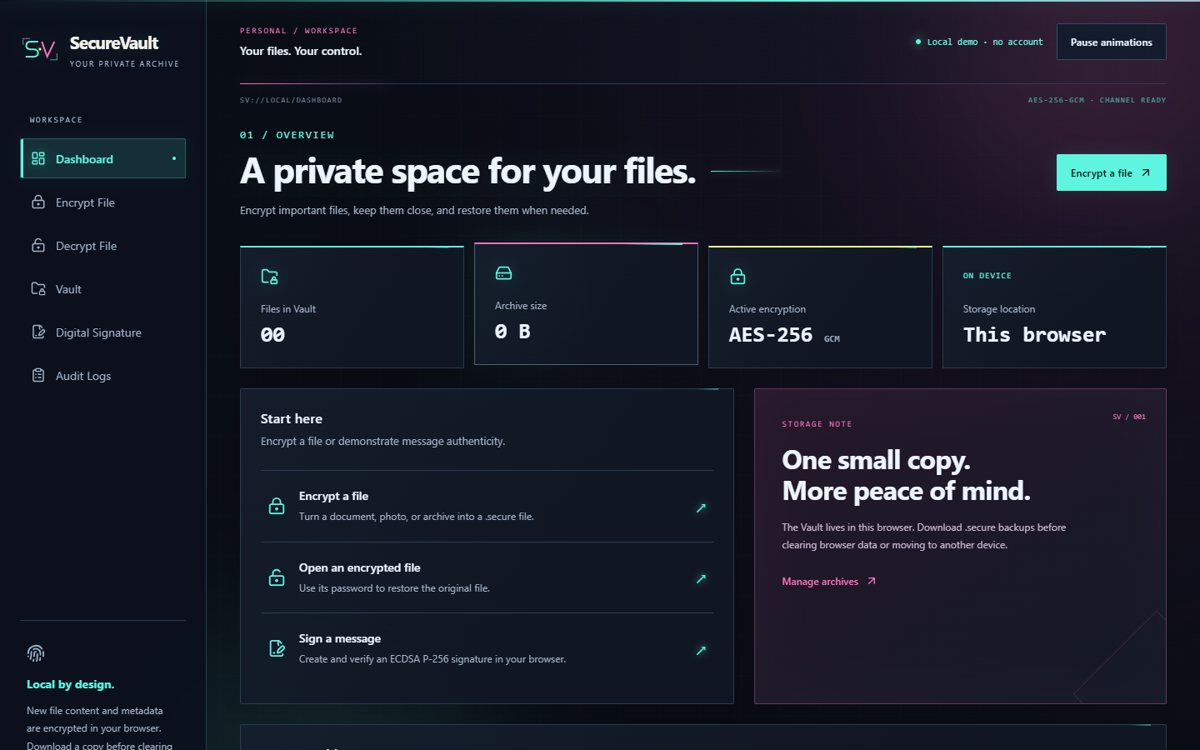 SV
SecureVault
YOUR PRIVATE ARCHIVE
WORKSPACE
Dashboard
Encrypt File
Decrypt File
Vault
Digital Signature
Audit Logs
Local by design.
New file content and metadata
are encrypted in your browser.
Download a copy before clearing
PERSONAL / WORKSPACE
Your files. Your control.
Local demo · no account
Pause animations
SV://LOCAL/DASHBOARD
AES-256-GCM · CHANNEL READY
01 / OVERVIEW
A private space for your files.
Encrypt important files, keep them close, and restore them when needed.
Encrypt a file
Files in Vault
00
Archive size
0 B
Active encryption
AES-256 GCM
ON DEVICE
Storage location
This browser
Start here
Encrypt a file or demonstrate message authenticity.
Encrypt a file
Turn a document, photo, or archive into a .secure file.
Open an encrypted file
Use its password to restore the original file.
Sign a message
Create and verify an ECDSA P-256 signature in your browser.
STORAGE NOTE
SV / 001
One small copy.
More peace of mind.
The Vault lives in this browser. Download .secure backups before
clearing browser data or moving to another device.
Manage archives